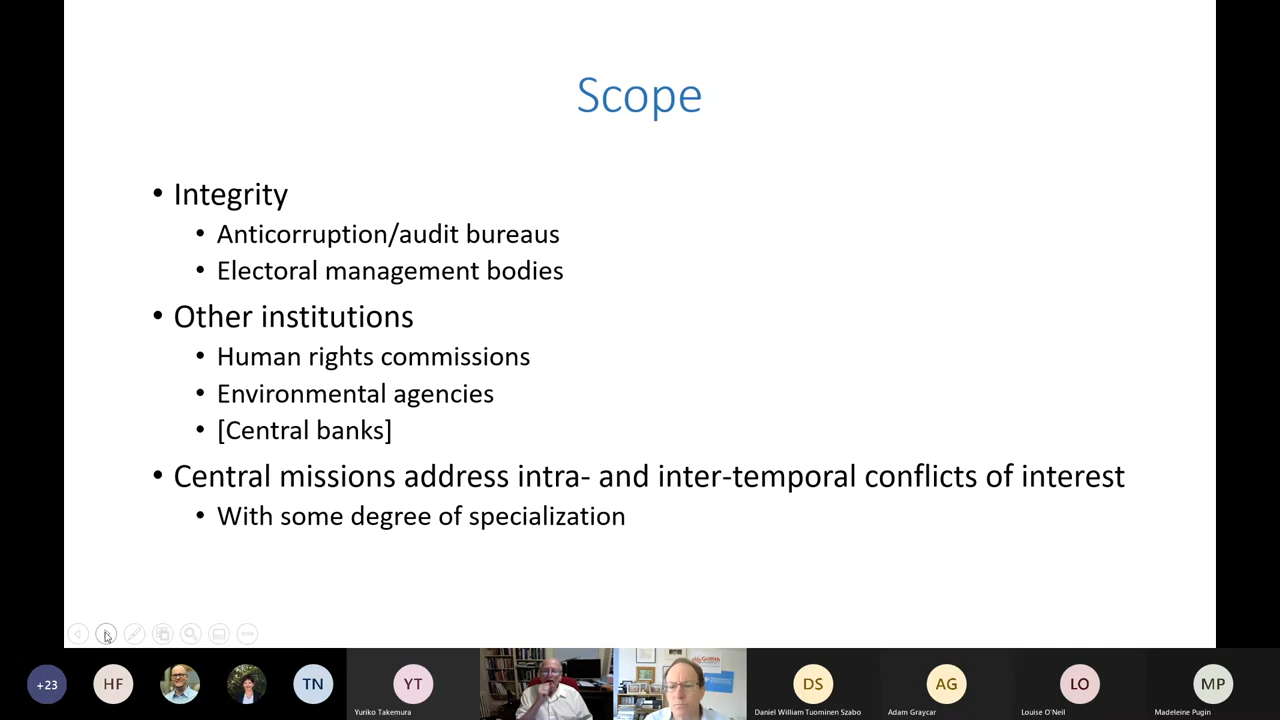 Scope
• Integrity
• Anticorruption/audit bureaus
• Electoral management bodies
• Other institutions
• Human rights commissions
• Environmental agencies
• [Central banks]
• Central missions address intra- and inter-temporal conflicts of interest
• With some degree of specialization
+23
HF
TN
YT
Yuriko Takemura
Griffith
DS
Daniel William Tuominen Szabo
AG
Adam Graycar
LO
Louise O'Neil
MP
Madeleine Pugin